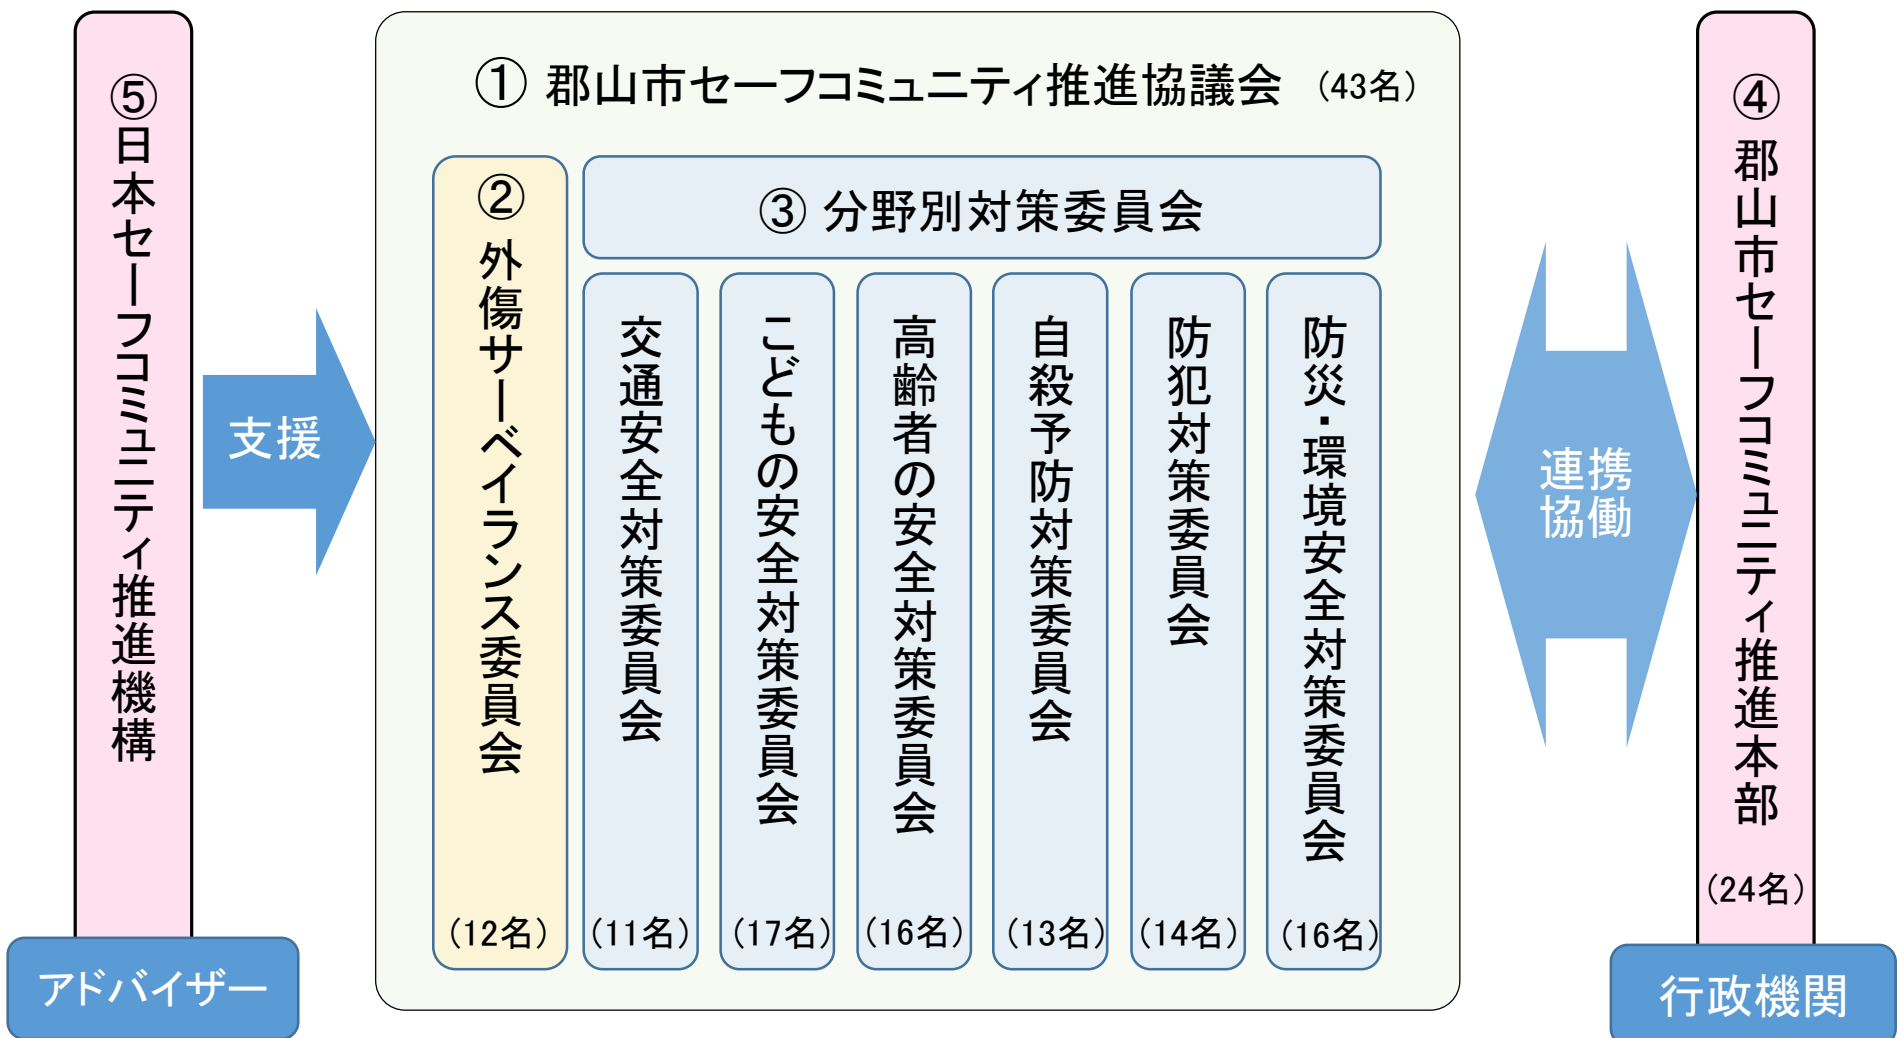 ⑤日本セーフコミュニティ推進機構
アドバイザー
支援
① 郡山市セーフコミュニティ推進協議会 (43名)
② 外傷サーベイランス委員会
(12名)
③ 分野別対策委員会
交通安全対策委員会
(11名)
こどもの安全対策委員会
(17名)
高齢者の安全対策委員会
(16名)
自殺予防対策委員会
(13名)
防犯対策委員会
(14名)
防災・環境安全対策委員会
(16名)
連携
協働
④ 郡山市セーフコミュニティ推進本部
(24名)
行政機関